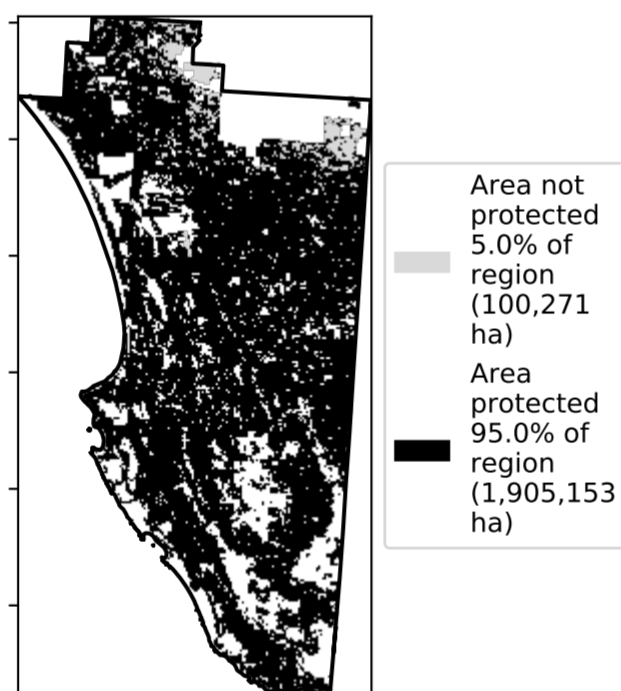 Area not
protected
5.0% of
region
(100,271
ha)
Area
protected
95.0% of
region
(1,905,153
ha)